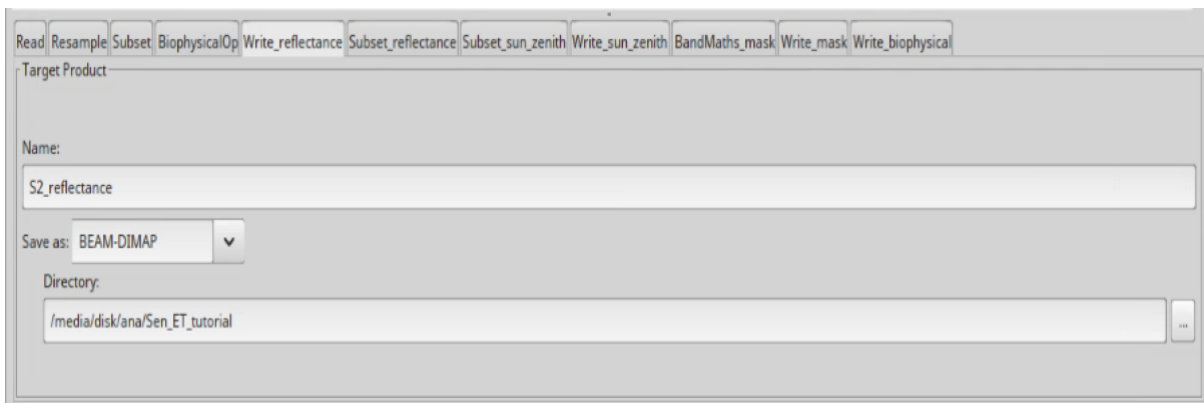 Read Resample Subset BiophysicalOp Write_reflectance Subset_reflectance Subset_sun_zenith Write_sun_zenith BandMaths_mask Write_mask Write_biophysical
Target Product
Name:
S2_reflectance
Save as: BEAM-DIMAP
Directory:
/media/disk/ana/Sen_ET_tutorial
...